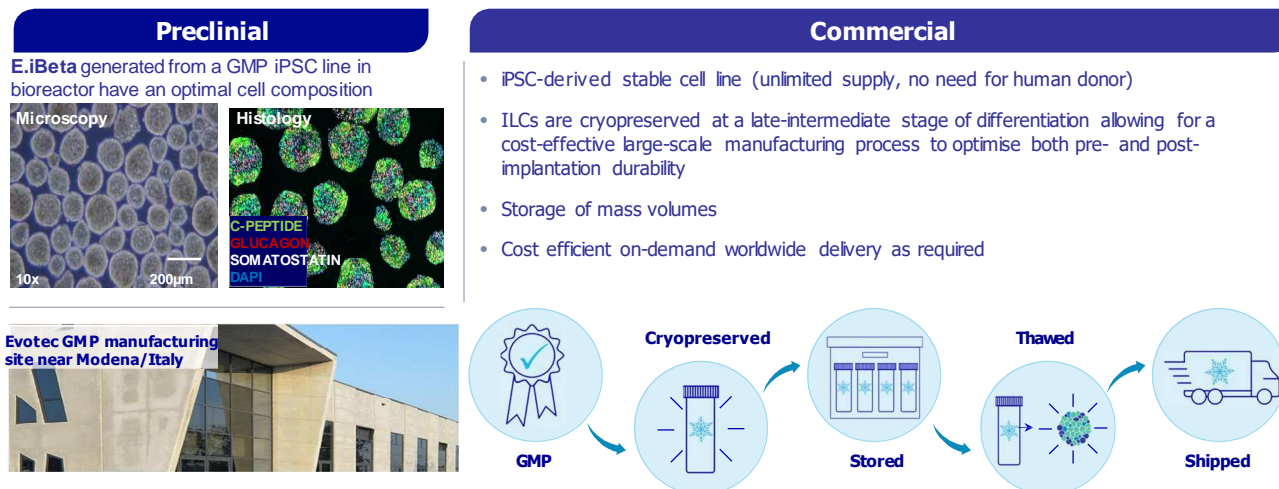 Preclinial
E.iBeta generated from a GMP iPSC line in
bioreactor have an optimal cell composition
Microscopy
10x
200µm
Histology
C-PEPTIDE
GLUCAGON
SOMATOSTATIN
DAPI
Evotec GMP manufacturing
site near Modena/Italy
Commercial
• iPSC-derived stable cell line (unlimited supply, no need for human donor)
• ILCs are cryopreserved at a late-intermediate stage of differentiation allowing for a
cost-effective large-scale manufacturing process to optimise both pre- and post-
implantation durability
• Storage of mass volumes
• Cost efficient on-demand worldwide delivery as required
GMP
Cryopreserved
Stored
Thawed
Shipped